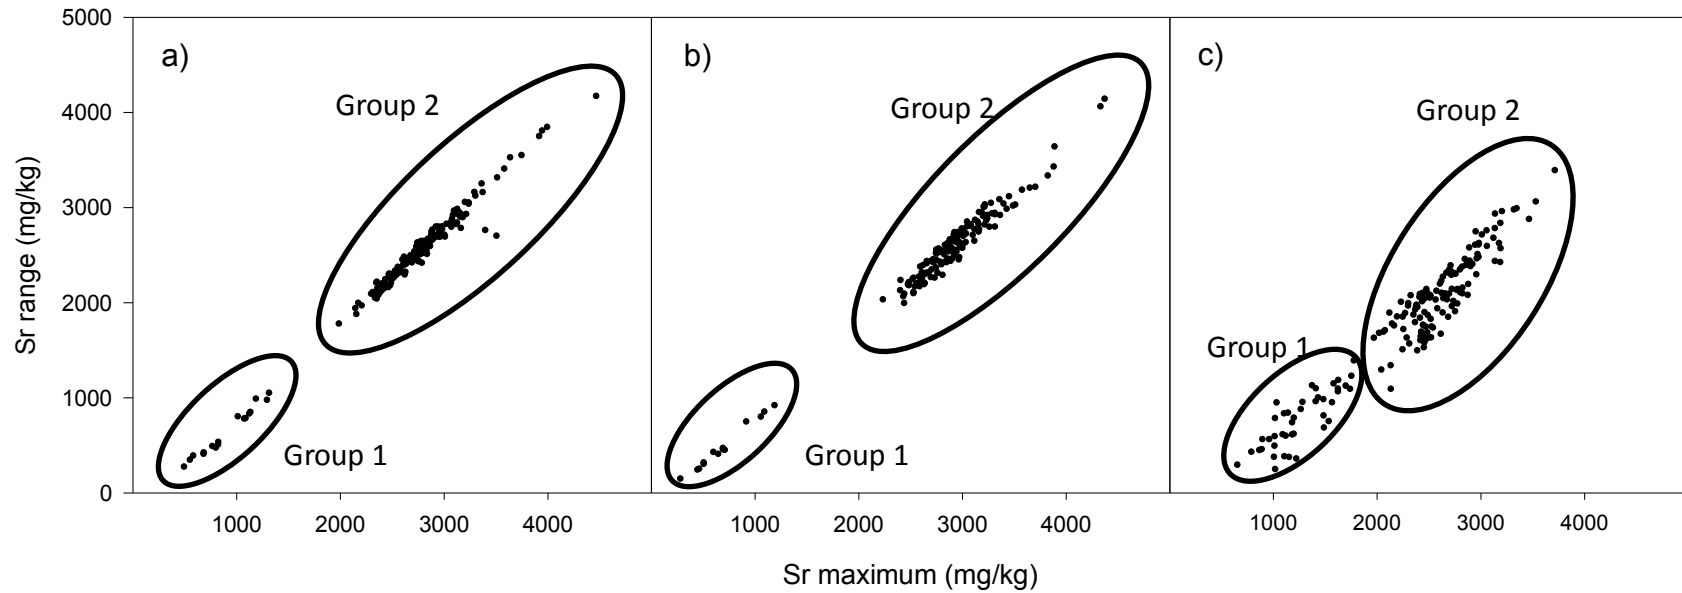 5000
4000
3000
2000
1000
0
Sr range (mg/kg)
a)
Group 2
Group 1
b)
Group 2
Group 1
c)
Group 2
Group 1
1000 2000 3000 4000 1000 2000 3000 4000 1000 2000 3000 4000
Sr maximum (mg/kg)